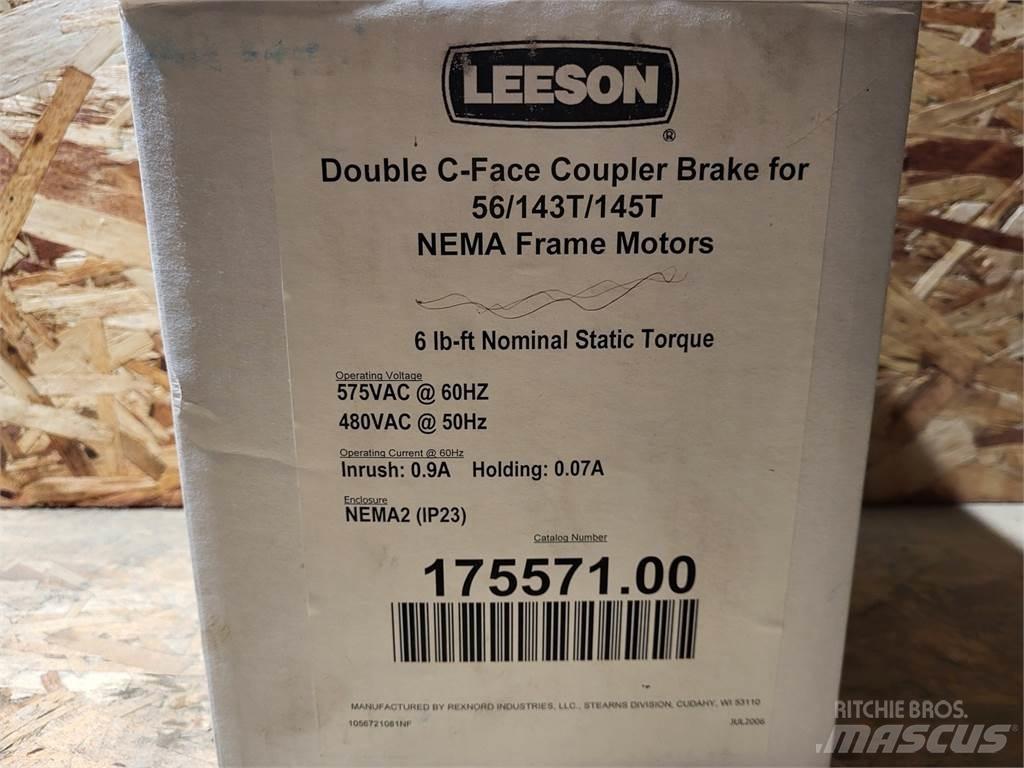 LEESON
®
Double C-Face Coupler Brake for
56/143T/145T
NEMA Frame Motors
6 lb-ft Nominal Static Torque
Operating Voltage
575VAC @ 60HZ
480VAC @ 50Hz
Operating Current @ 60Hz
Inrush: 0.9A Holding: 0.07A
Enclosure
NEMA2 (IP23)
Catalog Number
175571.00
MANUFACTURED BY REXNORD INDUSTRIES, LLC., STEARNS DIVISION, CUDAHY, WI 53110
1056721081NF JUL2006
RITCHIE BROS.
MASCUS